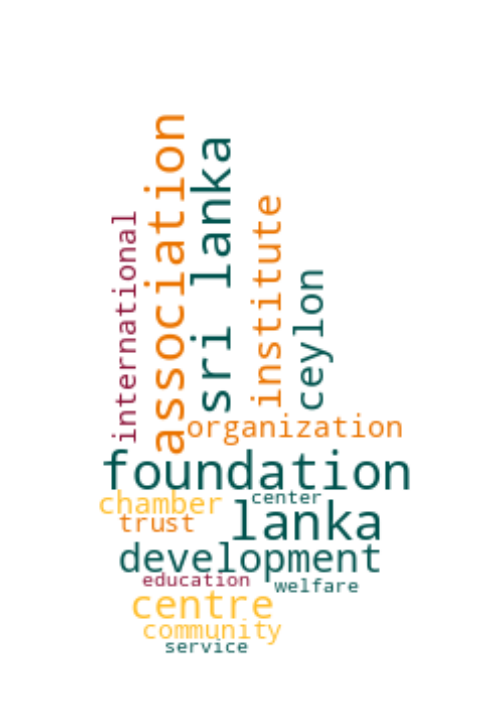 international
association
sri lanka
institute
ceylon
organization
foundation
chamber
center
trust
lanka
development
education
welfare
centre
community
service